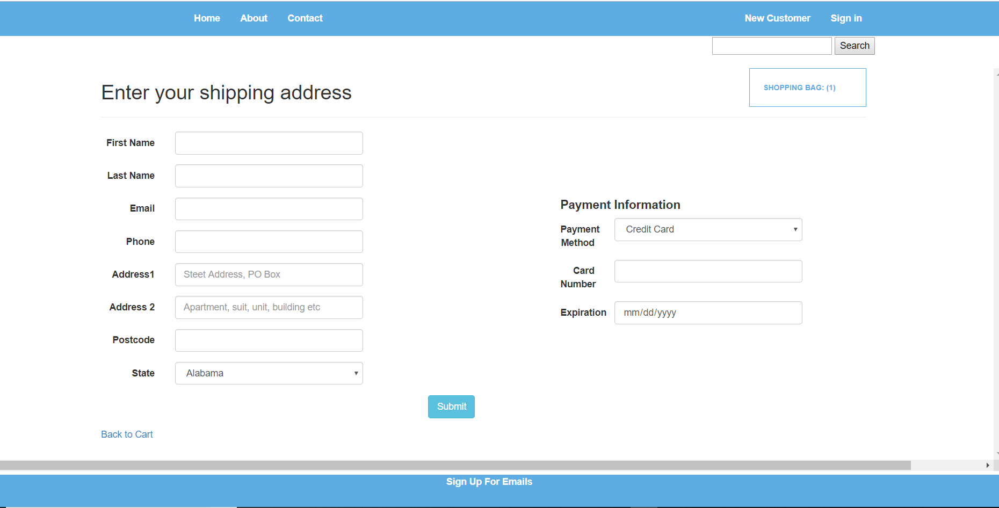 Home About Contact New Customer Sign in
Search
SHOPPING BAG: (1)
Enter your shipping address
First Name
Last Name
Email
Phone
Address1 Steet Address, PO Box
Address 2 Apartment, suit, unit, building etc
Postcode
State Alabama
Payment Information
Payment Method Credit Card
Card Number
Expiration mm/dd/yyyy
Submit
Back to Cart
Sign Up For Emails